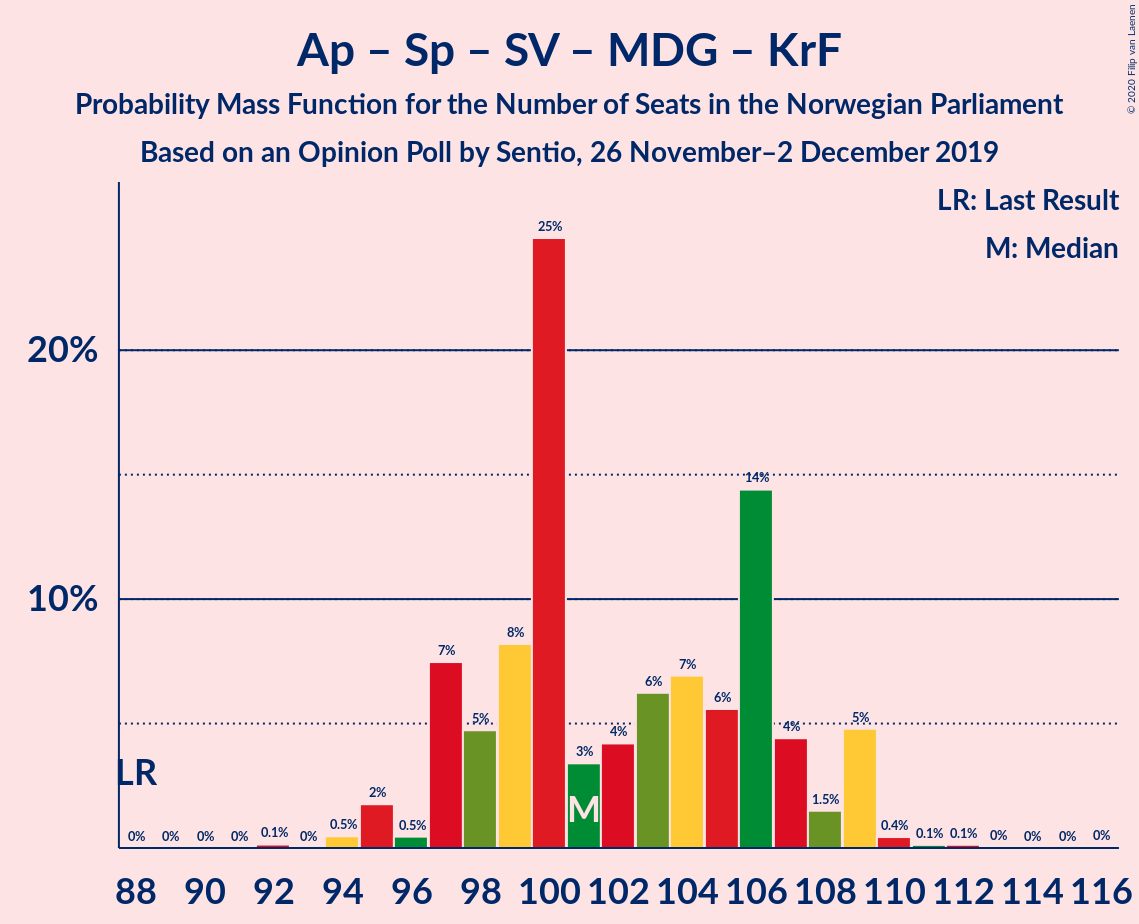 Ap – Sp – SV – MDG – KrF
Probability Mass Function for the Number of Seats in the Norwegian Parliament
Based on an Opinion Poll by Sentio, 26 November–2 December 2019
© 2020 Filip van Laenen
LR: Last Result
M: Median
20%
10%
LR
M
0% 0% 0% 0% 0.1% 0% 0.5% 2% 0.5% 7% 5% 8% 25% 3% 4% 6% 7% 6% 14% 4% 1.5% 5% 0.4% 0.1% 0.1% 0% 0% 0% 0%
88 90 92 94 96 98 100 102 104 106 108 110 112 114 116